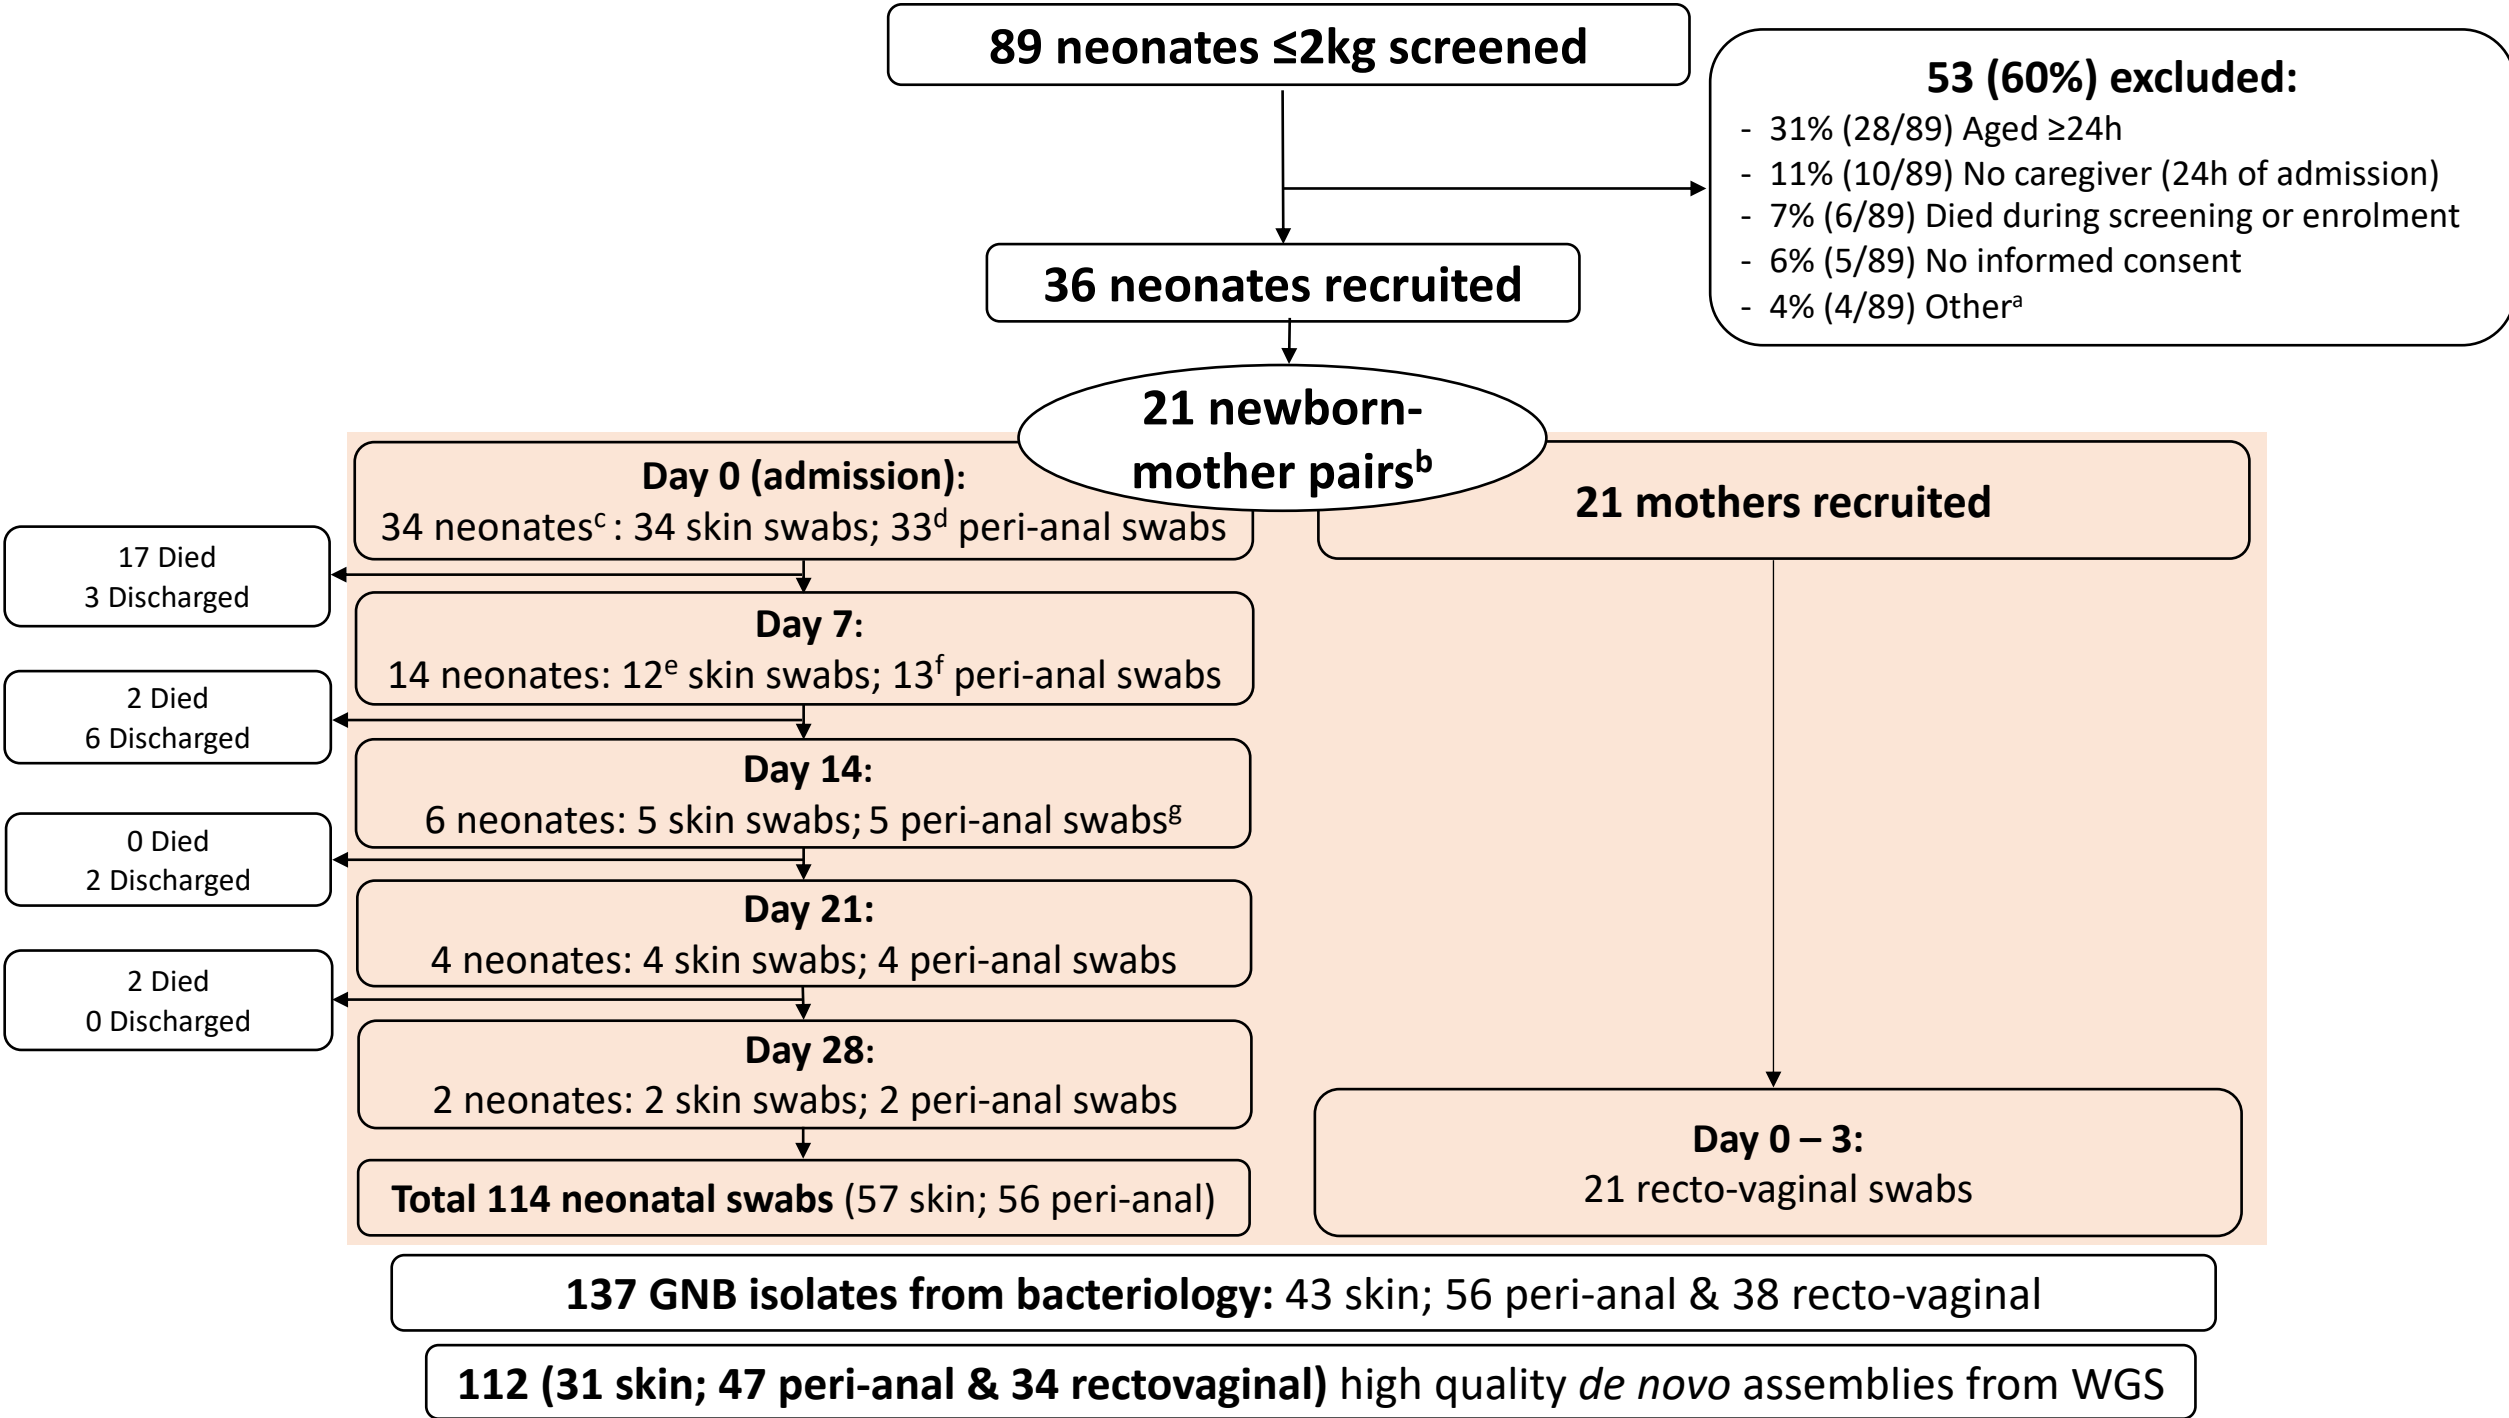 89 neonates ≤2kg screened
53 (60%) excluded:
- 31% (28/89) Aged ≥24h
- 11% (10/89) No caregiver (24h of admission)
- 7% (6/89) Died during screening or enrolment
- 6% (5/89) No informed consent
- 4% (4/89) Otherᵃ
36 neonates recruited
21 newborn-
mother pairsᵇ
Day 0 (admission):
34 neonatesᶜ : 34 skin swabs; 33ᵈ peri-anal swabs
21 mothers recruited
17 Died
3 Discharged
Day 7:
14 neonates: 12ᵉ skin swabs; 13ᶠ peri-anal swabs
2 Died
6 Discharged
Day 14:
6 neonates: 5 skin swabs; 5 peri-anal swabsᵍ
0 Died
2 Discharged
Day 21:
4 neonates: 4 skin swabs; 4 peri-anal swabs
2 Died
0 Discharged
Day 28:
2 neonates: 2 skin swabs; 2 peri-anal swabs
Day 0 – 3:
21 recto-vaginal swabs
Total 114 neonatal swabs (57 skin; 56 peri-anal)
137 GNB isolates from bacteriology: 43 skin; 56 peri-anal & 38 recto-vaginal
112 (31 skin; 47 peri-anal & 34 rectovaginal) high quality de novo assemblies from WGS